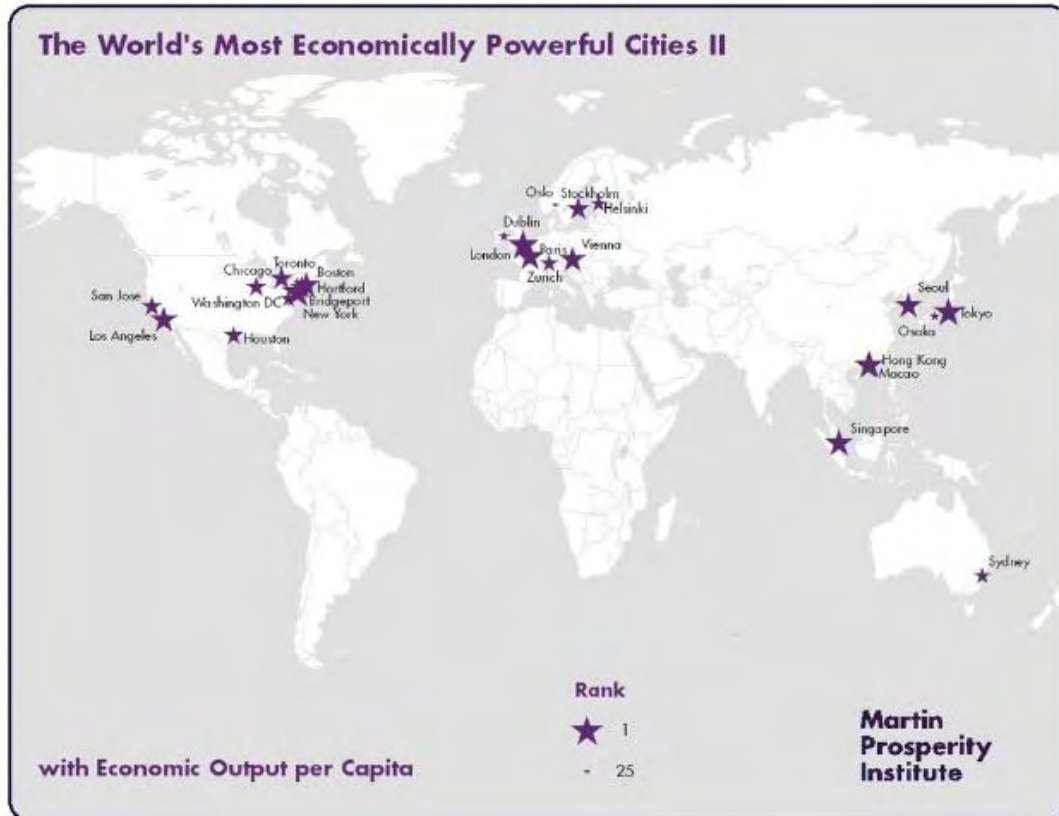 The World's Most Economically Powerful Cities II
Oslo
Stockholm
Helsinki
Dublin
London
Paris
Vienna
Zurich
Toronto
Chicago
Boston
Hartford
Washington DC
Bridgeport
New York
San Jose
Los Angeles
Houston
Seoul
Tokyo
Osaka
Hong Kong
Macao
Singapore
Sydney
Rank
1
25
with Economic Output per Capita
Martin
Prosperity
Institute